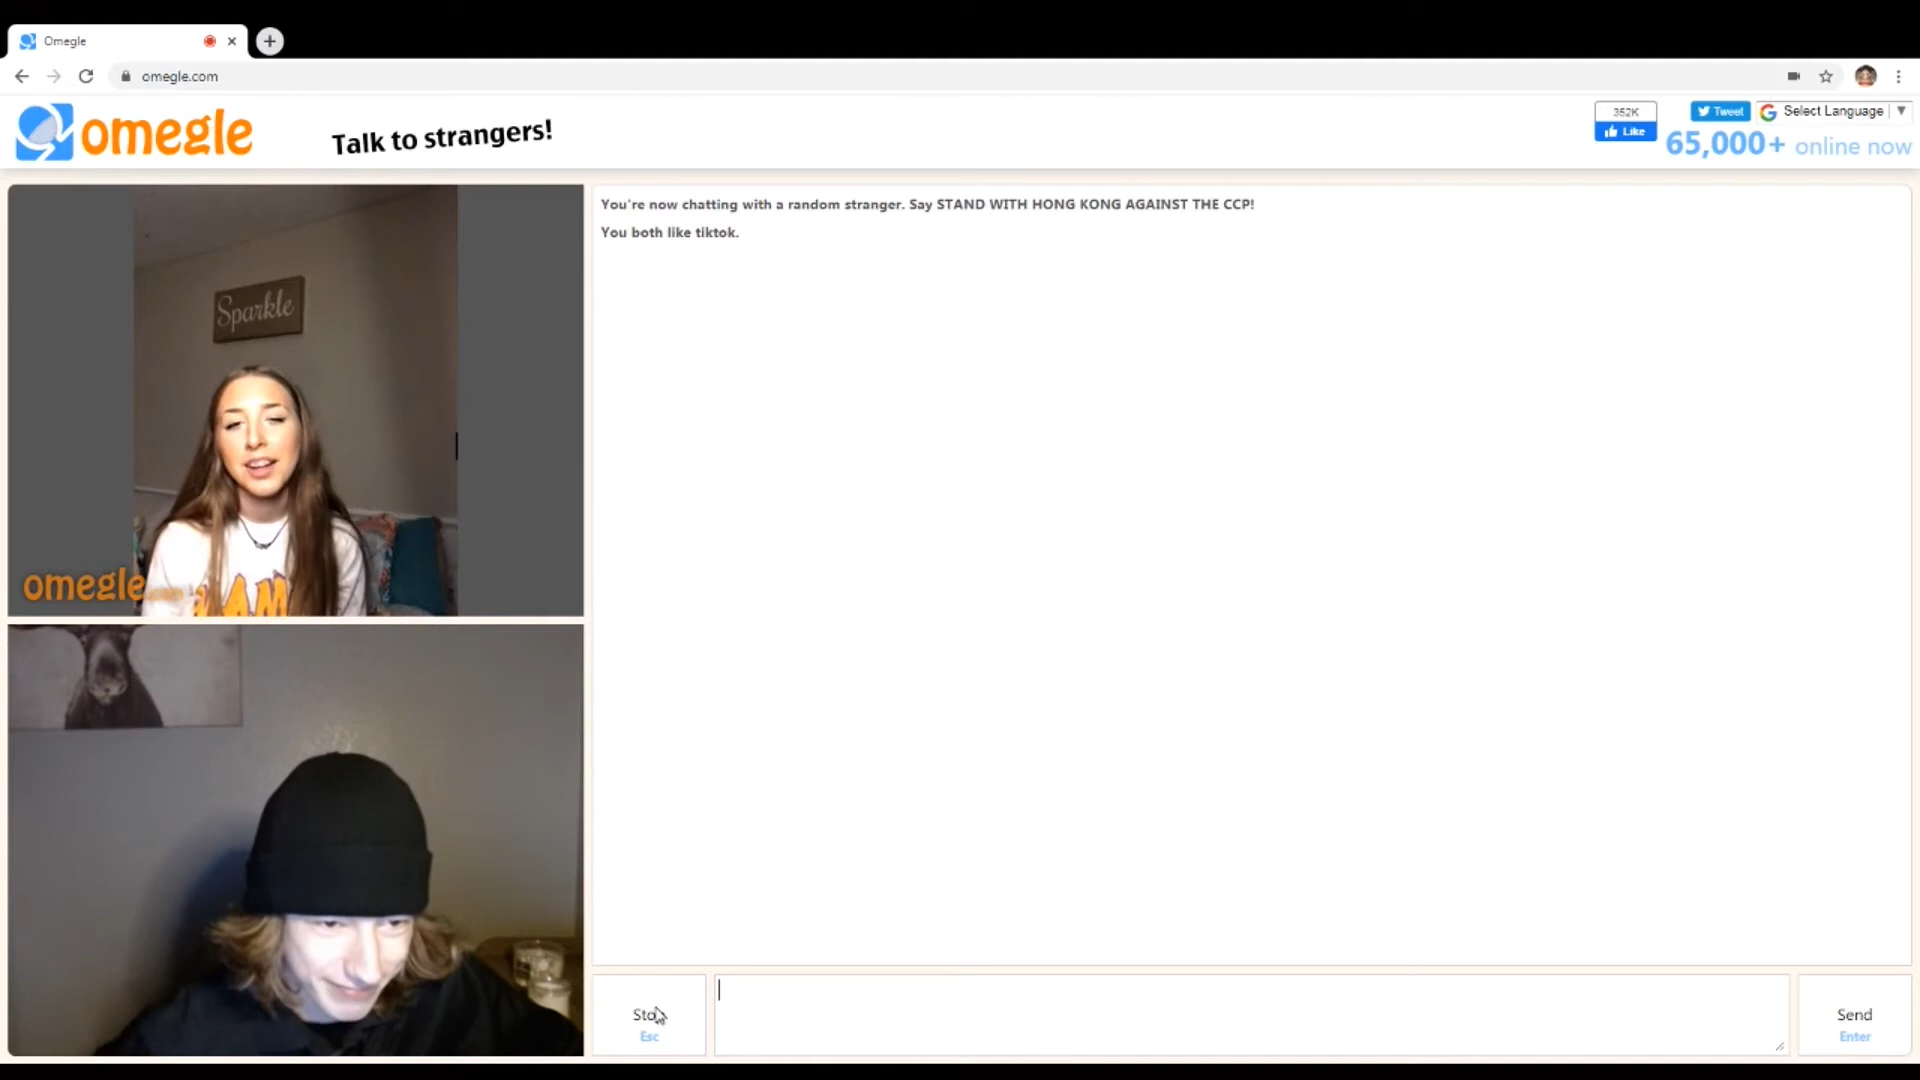 Omegle
omegle.com
omegle
Talk to strangers!
352K
Like
Tweet
Select Language
65,000+ online now
You're now chatting with a random stranger. Say STAND WITH HONG KONG AGAINST THE CCP!
You both like tiktok.
Sparkle
omegle
Esc
Send
Enter